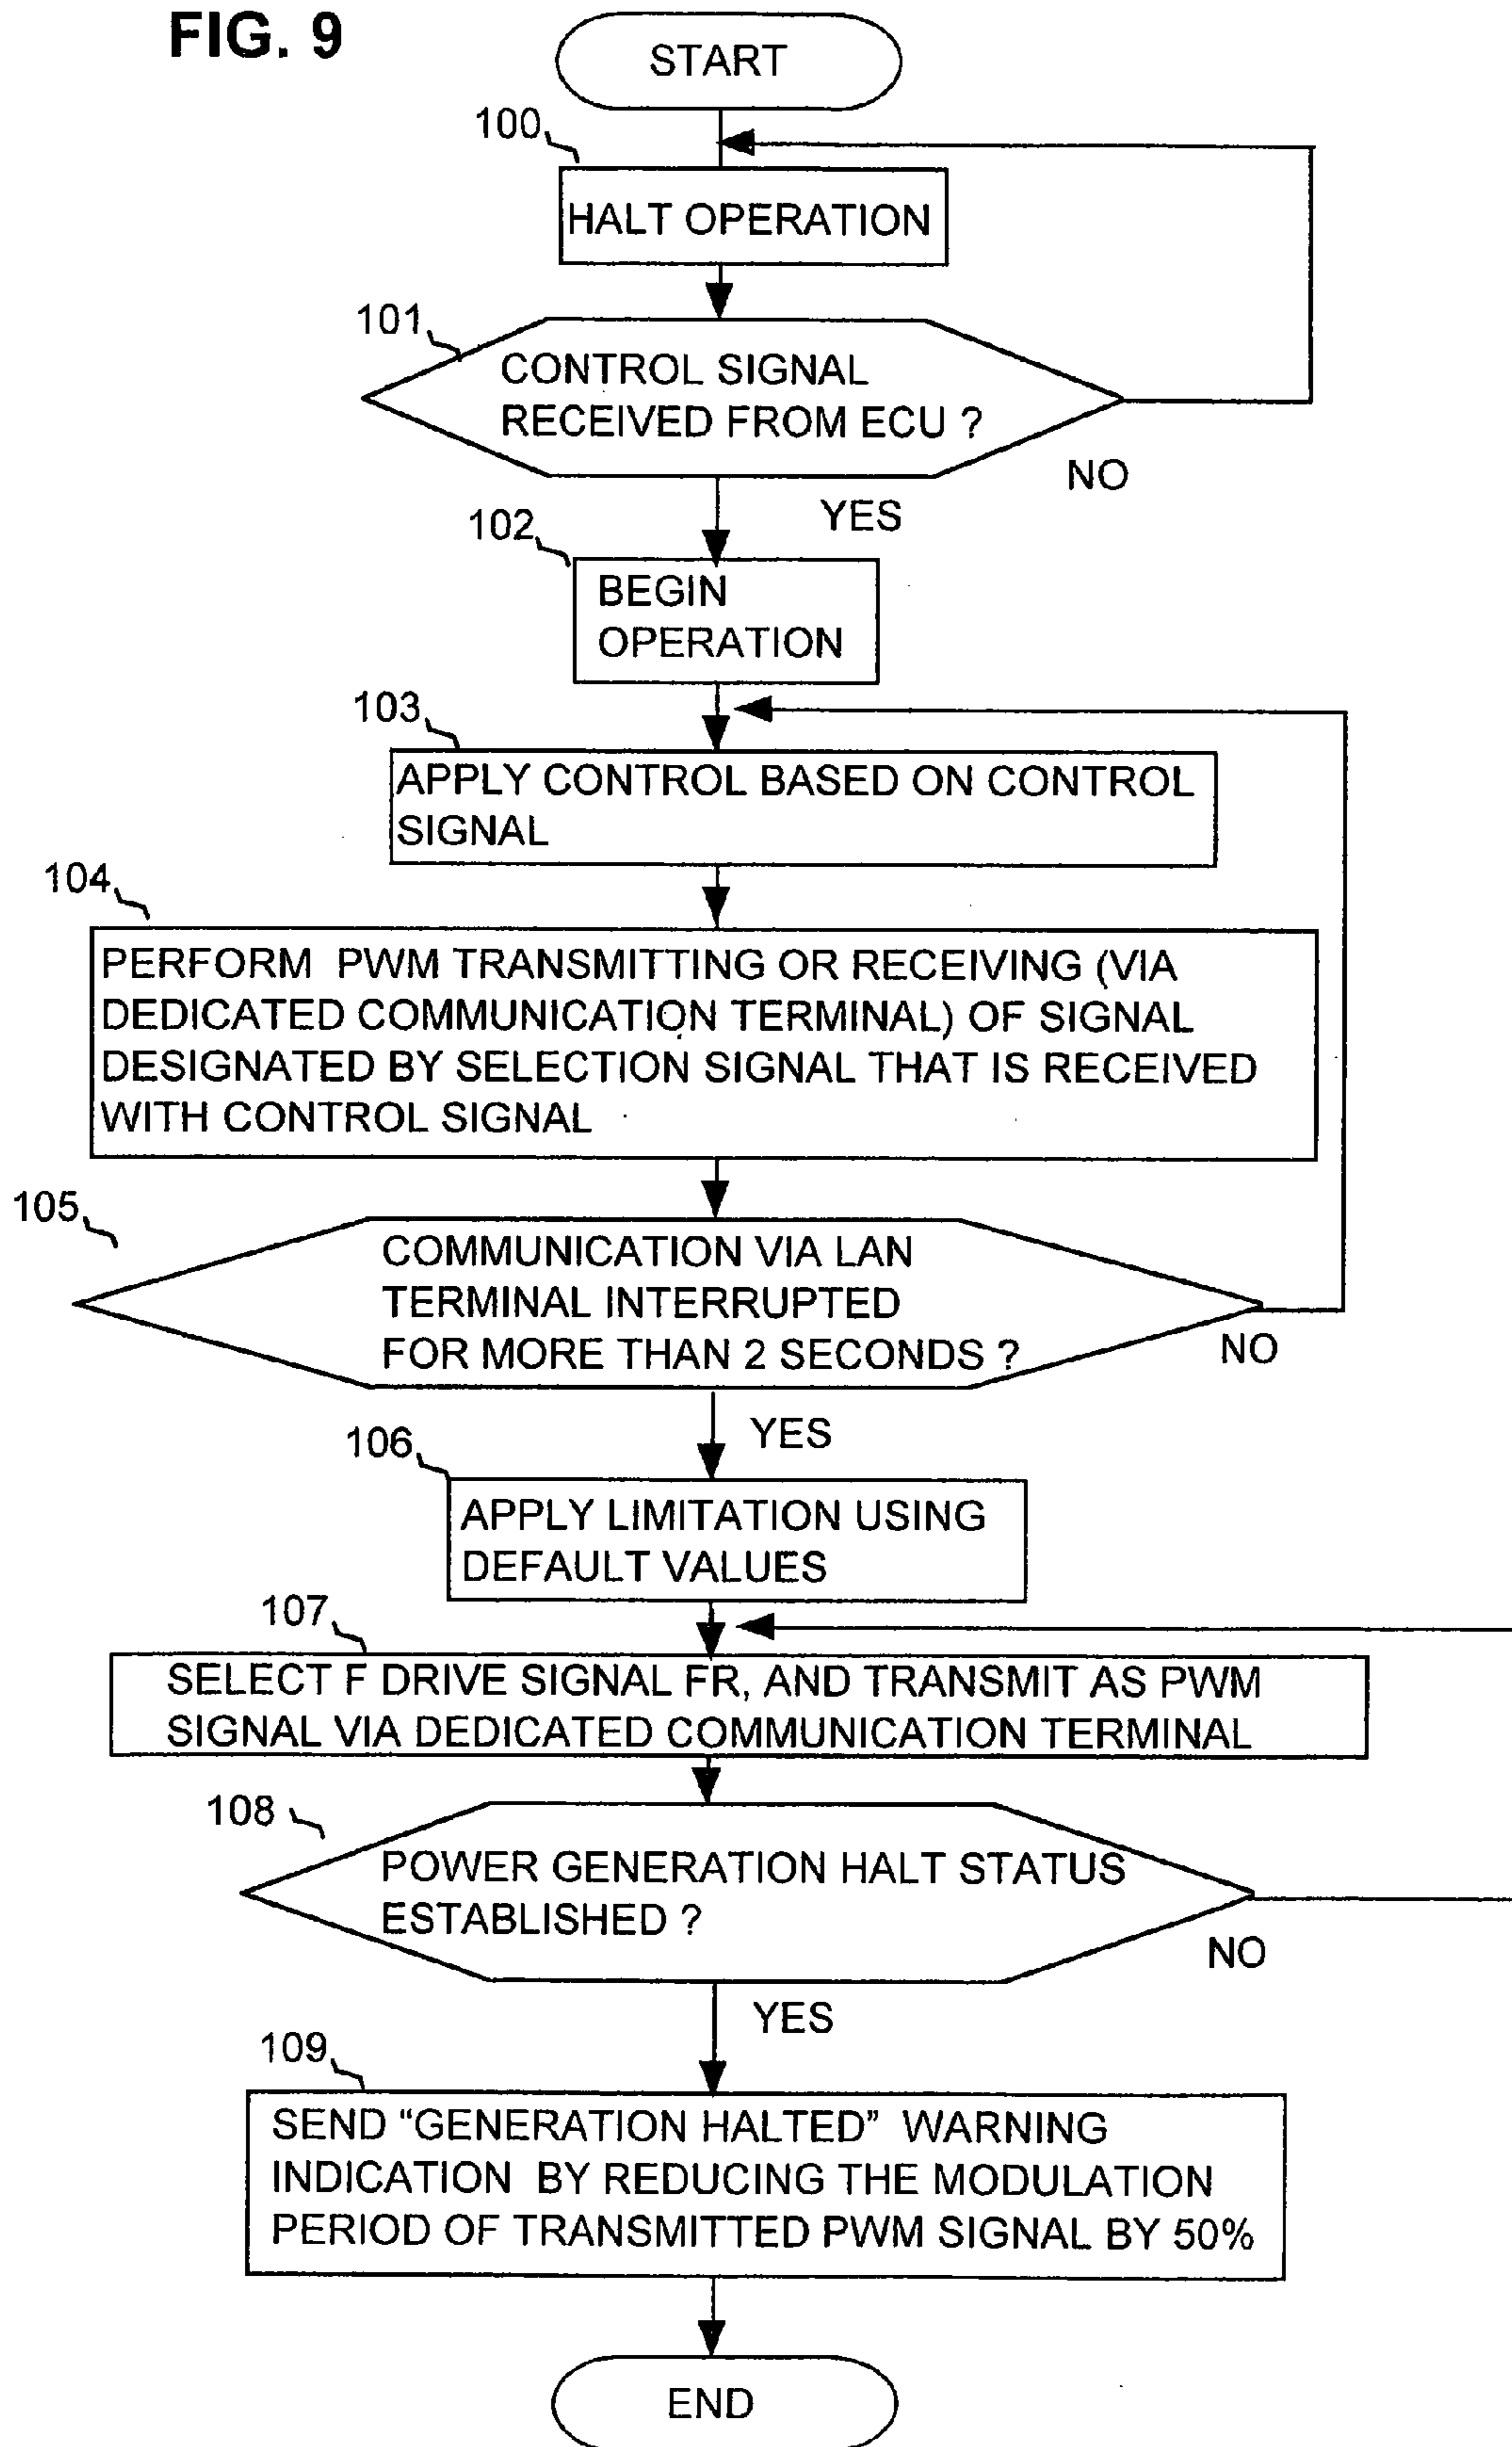 FIG. 9
START
100
HALT OPERATION
101
CONTROL SIGNAL
RECEIVED FROM ECU ?
NO
YES
102
BEGIN
OPERATION
103
APPLY CONTROL BASED ON CONTROL
SIGNAL
104
PERFORM PWM TRANSMITTING OR RECEIVING (VIA
DEDICATED COMMUNICATION TERMINAL) OF SIGNAL
DESIGNATED BY SELECTION SIGNAL THAT IS RECEIVED
WITH CONTROL SIGNAL
105
COMMUNICATION VIA LAN
TERMINAL INTERRUPTED
FOR MORE THAN 2 SECONDS ?
NO
YES
106
APPLY LIMITATION USING
DEFAULT VALUES
107
SELECT F DRIVE SIGNAL FR, AND TRANSMIT AS PWM
SIGNAL VIA DEDICATED COMMUNICATION TERMINAL
108
POWER GENERATION HALT STATUS
ESTABLISHED ?
NO
YES
109
SEND “GENERATION HALTED” WARNING
INDICATION BY REDUCING THE MODULATION
PERIOD OF TRANSMITTED PWM SIGNAL BY 50%
END